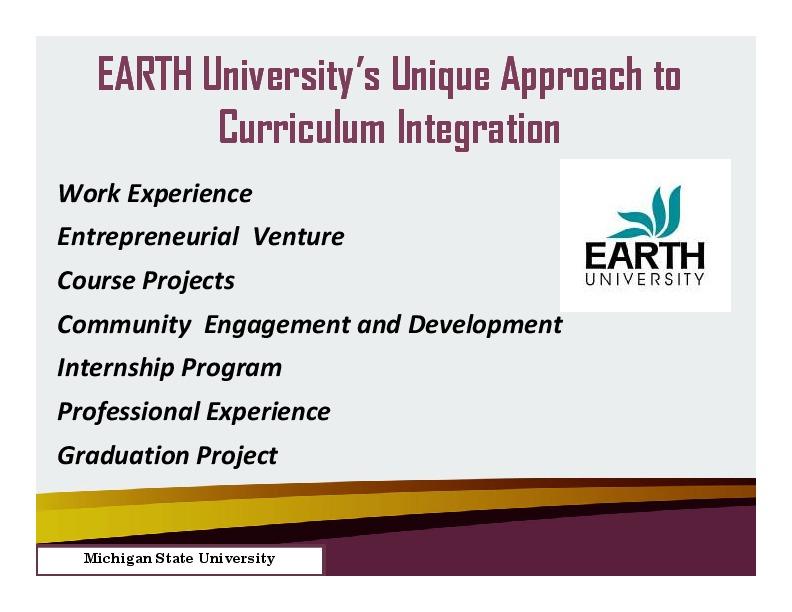 EARTH University's Unique Approach to
Curriculum Integration
Work Experience
Entrepreneurial Venture
Course Projects
Community Engagement and Development
Internship Program
Professional Experience
Graduation Project
EARTH
UNIVERSITY
Michigan State University